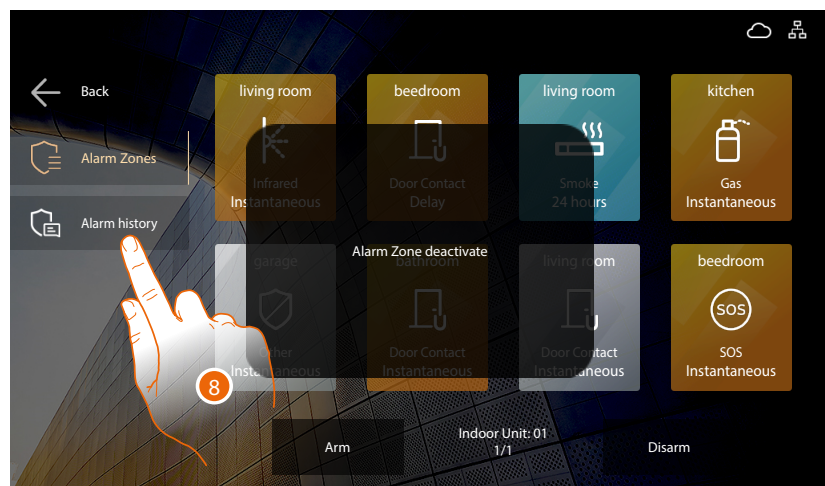 Back
Alarm Zones
Alarm history
living room
Infrared
Instantaneous
beedroom
Door Contact
Delay
living room
Smoke
24 hours
kitchen
Gas
Instantaneous
Alarm Zone deactivate
garage
Other
Instantaneous
bathroom
Door Contact
Instantaneous
living room
Door Contact
Instantaneous
beedroom
SOS
SOS
Instantaneous
8
Arm
Indoor Unit: 01
1/1
Disarm